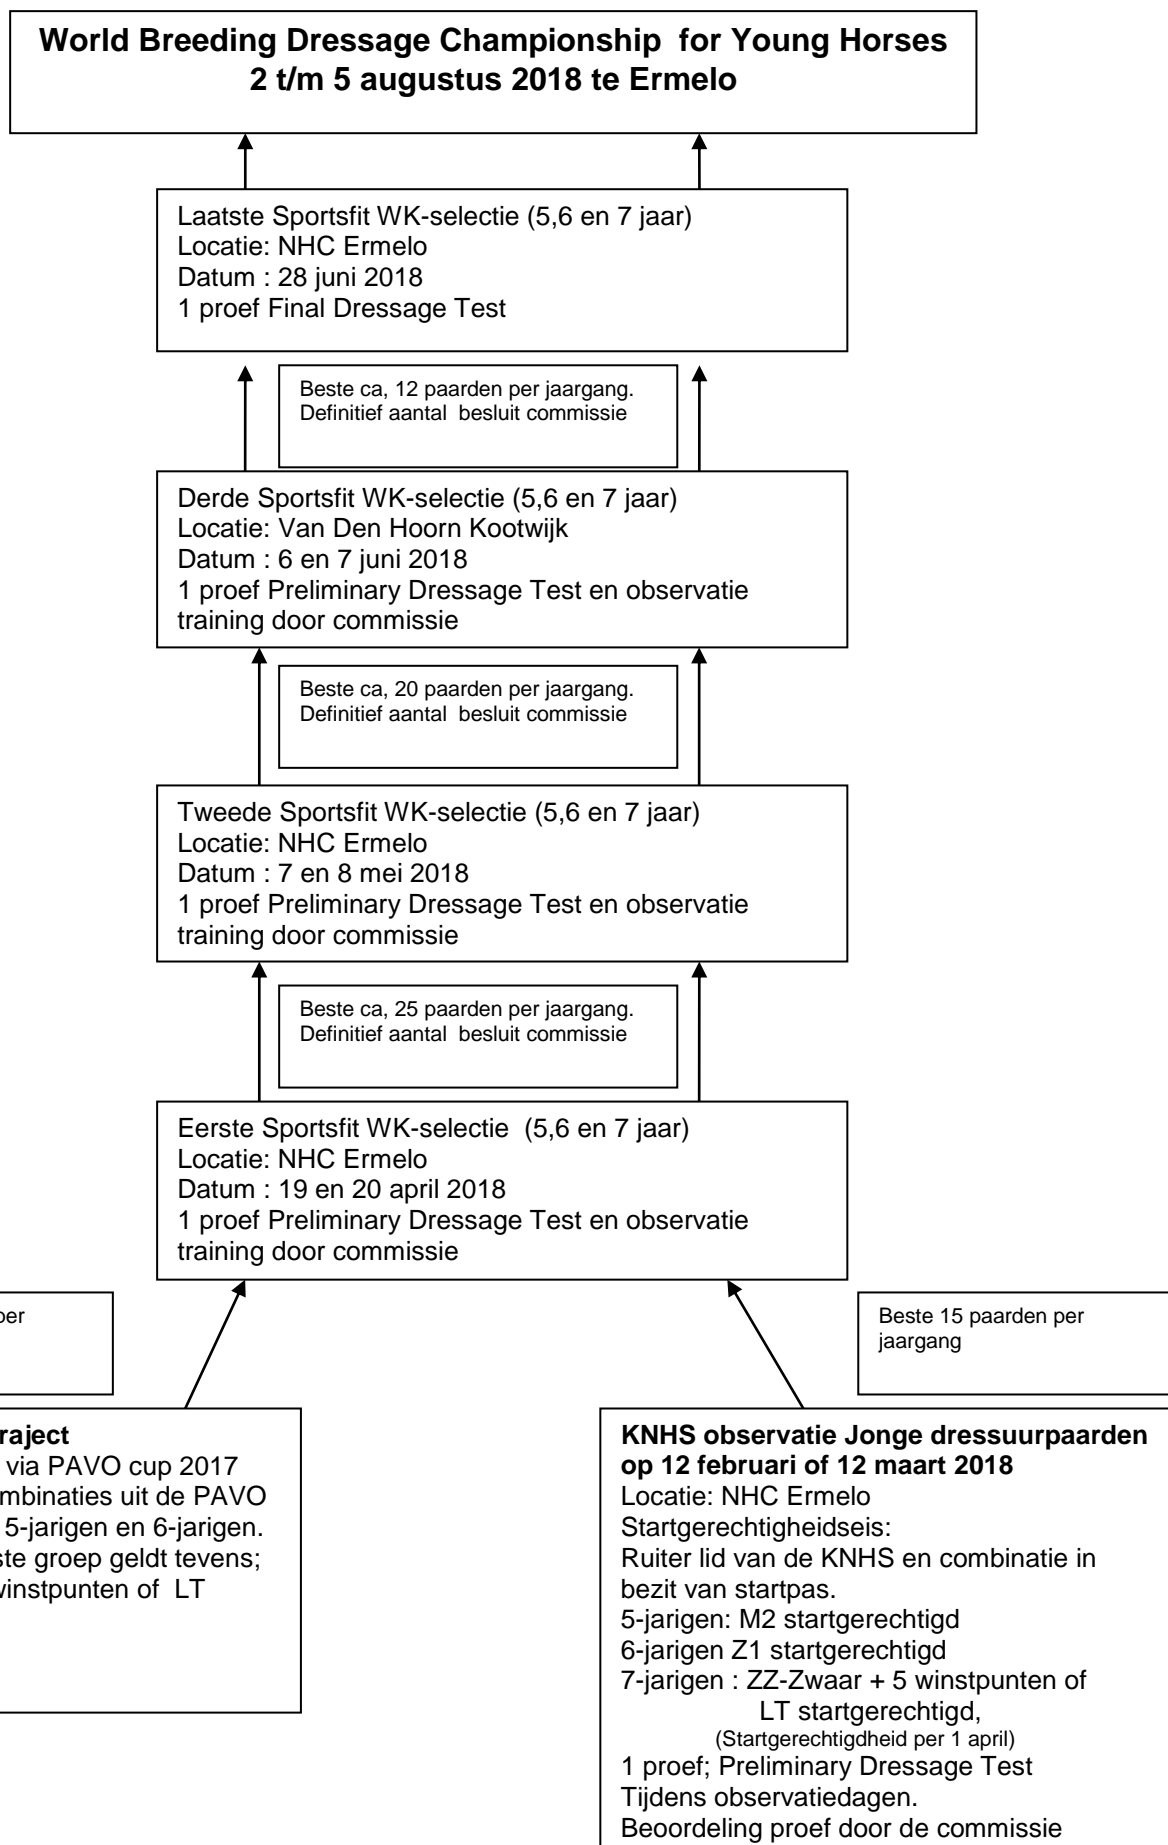 World Breeding Dressage Championship  for Young Horses
2 t/m 5 augustus 2018 te Ermelo
Laatste Sportsfit WK-selectie (5,6 en 7 jaar)
Locatie: NHC Ermelo
Datum : 28 juni 2018
1 proef Final Dressage Test
Beste ca, 12 paarden per jaargang.
Definitief aantal  besluit commissie
Derde Sportsfit WK-selectie (5,6 en 7 jaar)
Locatie: Van Den Hoorn Kootwijk
Datum : 6 en 7 juni 2018
1 proef Preliminary Dressage Test en observatie
training door commissie
Beste ca, 20 paarden per jaargang.
Definitief aantal  besluit commissie
Tweede Sportsfit WK-selectie (5,6 en 7 jaar)
Locatie: NHC Ermelo
Datum : 7 en 8 mei 2018
1 proef Preliminary Dressage Test en observatie
training door commissie
Beste ca, 25 paarden per jaargang.
Definitief aantal  besluit commissie
Eerste Sportsfit WK-selectie  (5,6 en 7 jaar)
Locatie: NHC Ermelo
Datum : 19 en 20 april 2018
1 proef Preliminary Dressage Test en observatie
training door commissie
Beste 15 paarden per
jaargang
via PAVO cup 2017
uit de PAVO
5-jarigen en 6-jarigen.
groep geldt tevens;
winstpunten of  LT
KNHS observatie Jonge dressuurpaarden
op 12 februari of 12 maart 2018
Locatie: NHC Ermelo
Startgerechtigheidseis:
Ruiter lid van de KNHS en combinatie in
bezit van startpas.
5-jarigen: M2 startgerechtigd
6-jarigen Z1 startgerechtigd
7-jarigen : ZZ-Zwaar + 5 winstpunten of
LT startgerechtigd,
(Startgerechtigdheid per 1 april)
1 proef; Preliminary Dressage Test
Tijdens observatiedagen.
Beoordeling proef door de commissie